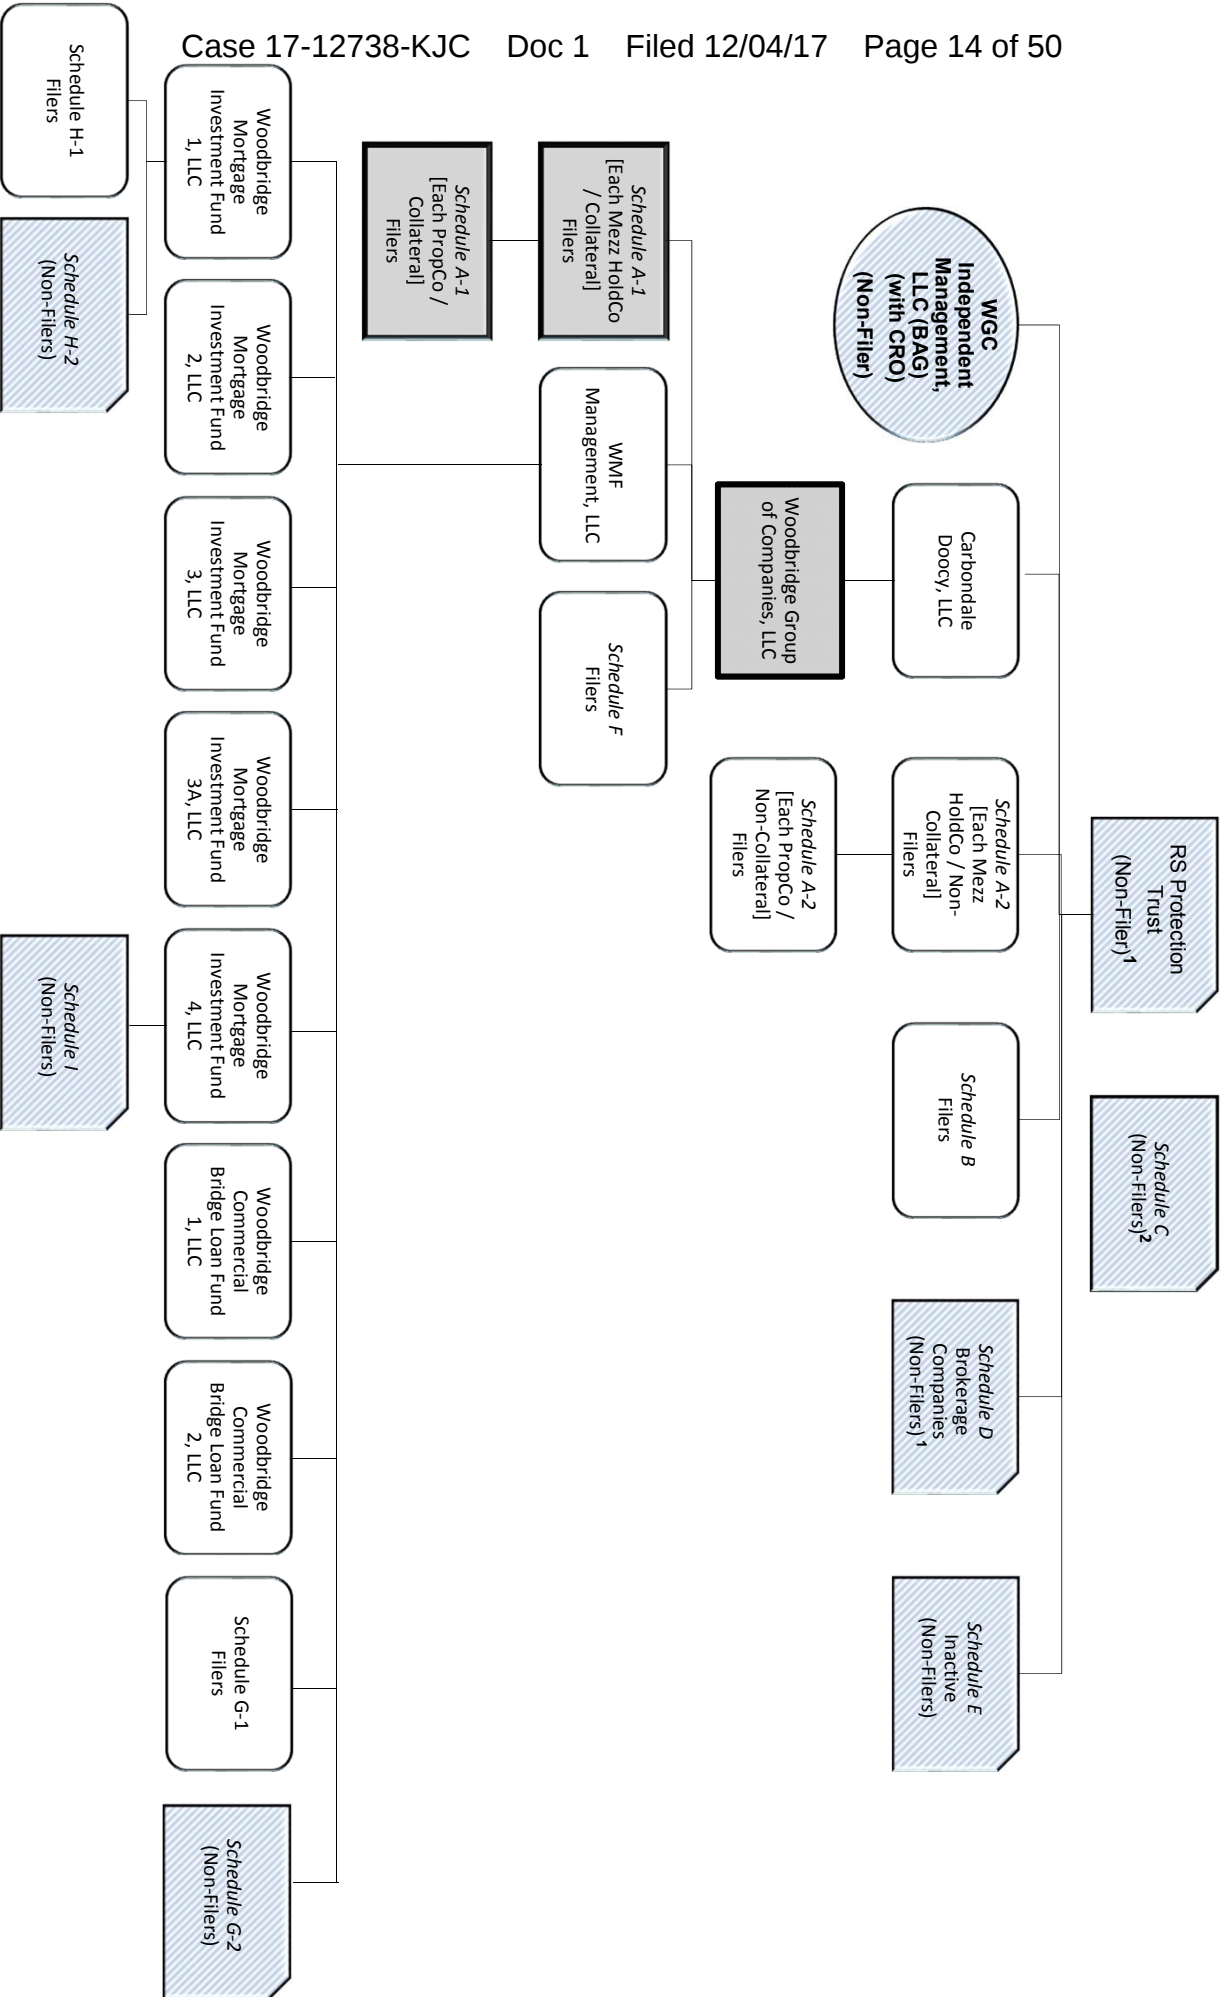 Case 17-12738-KJC Doc 1 Filed 12/04/17 Page 14 of 50
RS Protection
Trust
(Non-Filer)1
Schedule C
(Non-Filers)2
WGC
Independent
Management,
LLC (BAG)
(with CRO)
(Non-Filer)
Carbondale
Doocy, LLC
Schedule A-2
[Each Mezz
HoldCo / Non-
Collateral]
Filers
Schedule B
Filers
Schedule D
Brokerage
Companies
(Non-Filers) 1
Schedule E
Inactive
(Non-Filers)
Woodbridge Group
of Companies, LLC
Schedule A-2
[Each PropCo /
Non-Collateral]
Filers
Schedule A-1
[Each Mezz HoldCo
/ Collateral]
Filers
WMF
Management, LLC
Schedule F
Filers
Schedule A-1
[Each PropCo /
Collateral]
Filers
Woodbridge
Mortgage
Investment Fund
1, LLC
Woodbridge
Mortgage
Investment Fund
2, LLC
Woodbridge
Mortgage
Investment Fund
3, LLC
Woodbridge
Mortgage
Investment Fund
3A, LLC
Woodbridge
Mortgage
Investment Fund
4, LLC
Woodbridge
Commercial
Bridge Loan Fund
1, LLC
Woodbridge
Commercial
Bridge Loan Fund
2, LLC
Schedule G-1
Filers
Schedule G-2
(Non-Filers)
Schedule H-1
Filers
Schedule H-2
(Non-Filers)
Schedule I
(Non-Filers)